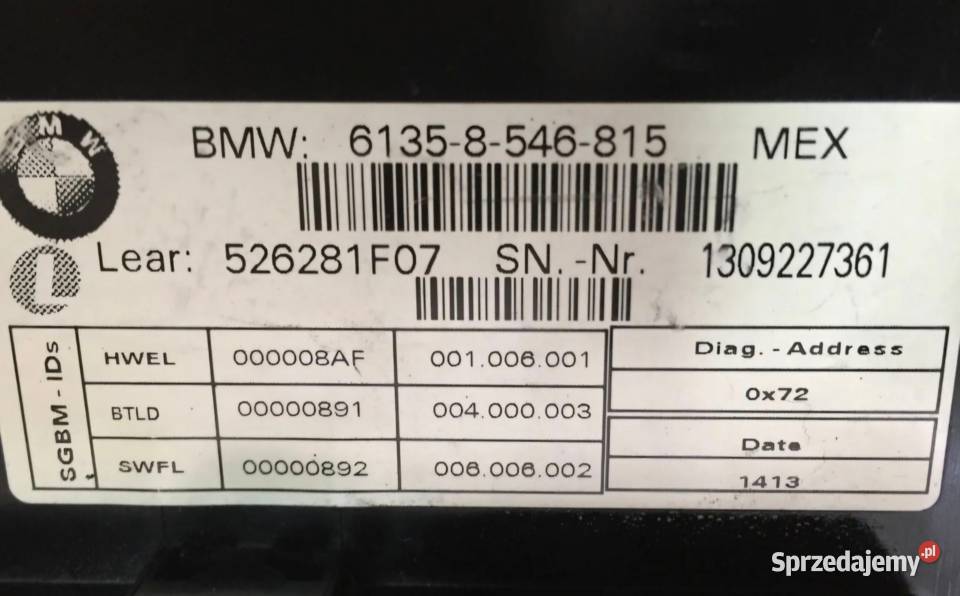 BMW
BMW: 6135-8-546-815 MEX
L
Lear: 526281F07 SN.-Nr. 1309227361
SGBM - IDs
HWEL 000008AF 001.006.001
BTLD 00000891 004.000.003
SWFL 00000892 006.006.002
Diag. - Address
0x72
Date
1413
Sprzedajemy.pl